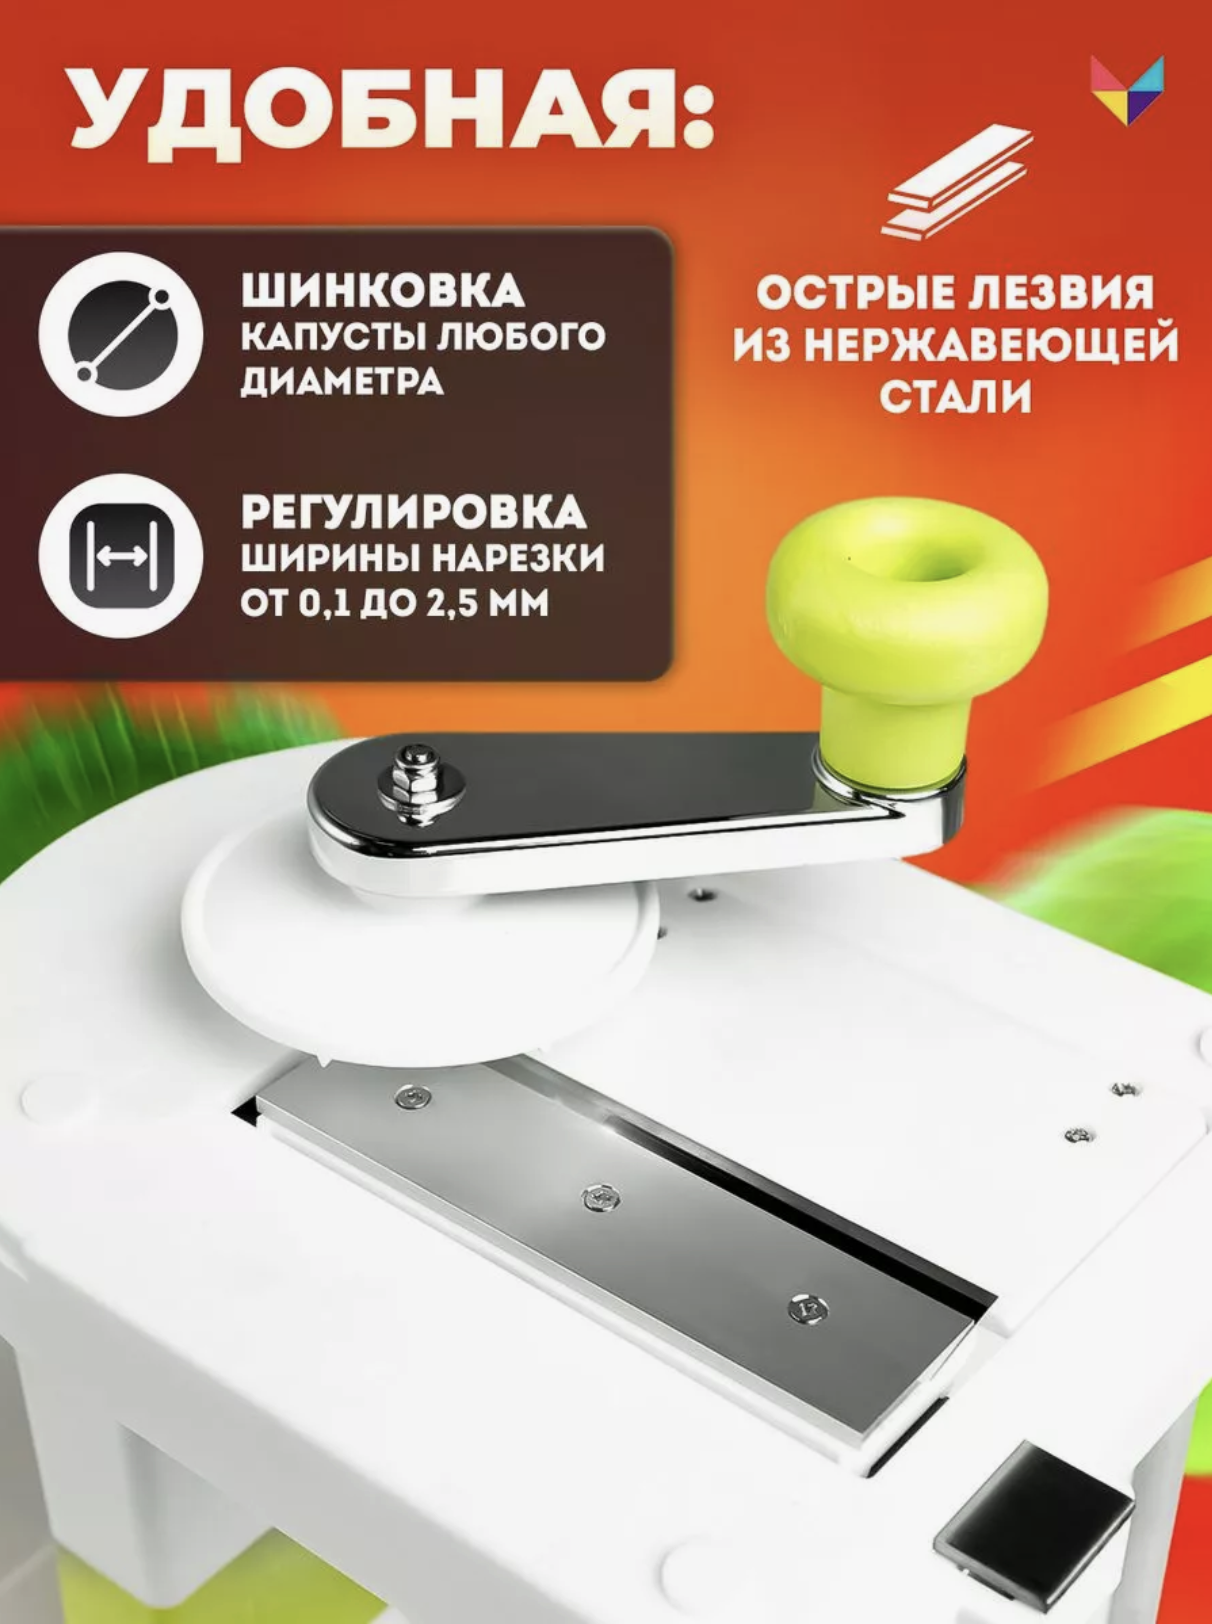 УДОБНАЯ:
ШИНКОВКА
КАПУСТЫ ЛЮБОГО
ДИАМЕТРА
РЕГУЛИРОВКА
ШИРИНЫ НАРЕЗКИ
ОТ 0,1 ДО 2,5 ММ
ОСТРЫЕ ЛЕЗВИЯ
ИЗ НЕРЖАВЕЮЩЕЙ
СТАЛИ